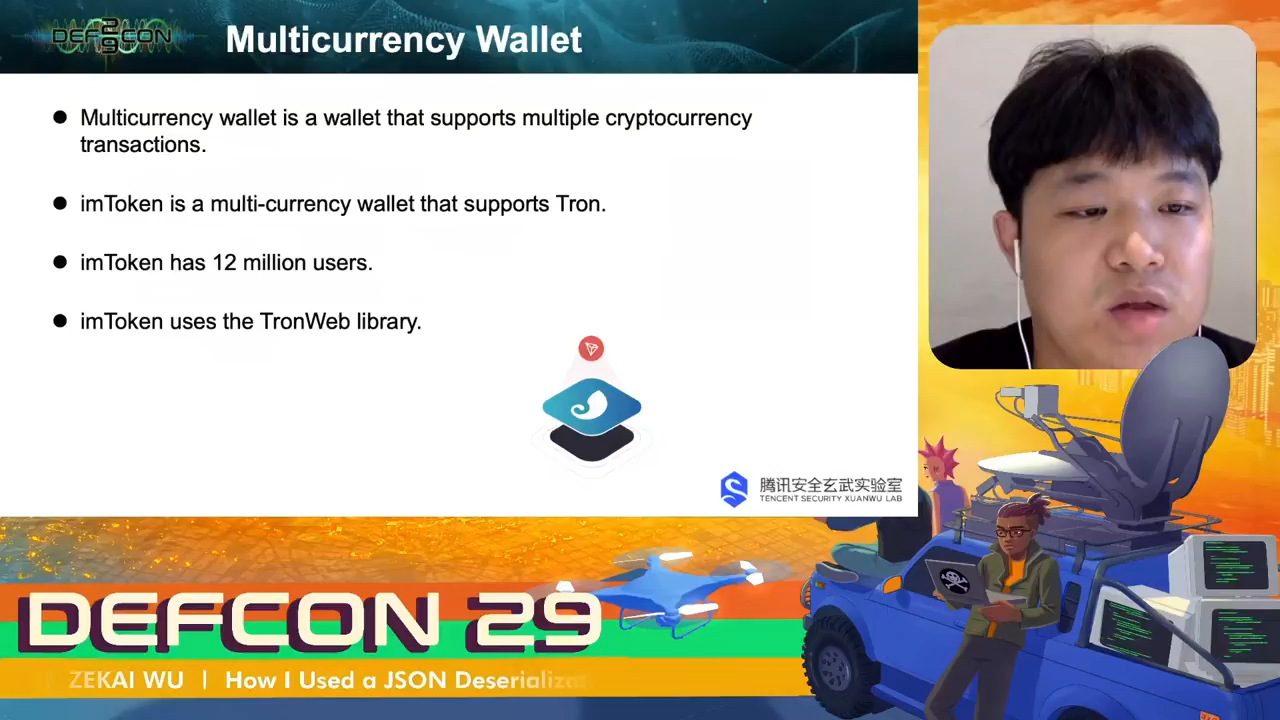 DEFCON
29
Multicurrency Wallet
Multicurrency wallet is a wallet that supports multiple cryptocurrency
transactions.
imToken is a multi-currency wallet that supports Tron.
imToken has 12 million users.
imToken uses the TronWeb library.
腾讯安全玄武实验室
TENCENT SECURITY XUANWU LAB
DEFCON 29
ZEKAI WU | How I Used a JSON Deserializa